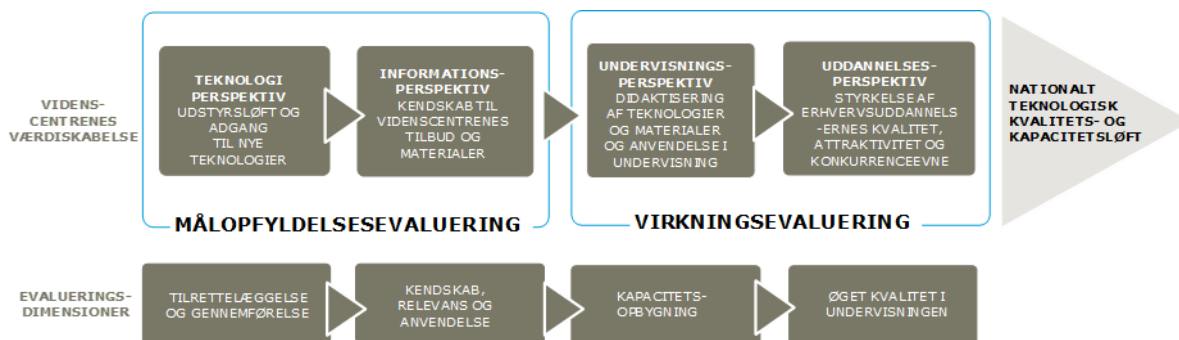 VIDENS-
CENTRENES
VÆRDISKABELSE
TEKNOLOGI
PERSPEKTIV
UDSTYRSLØFT OG
ADGANG
TIL NYE
TEKNOLOGIER
INFORMATIONS-
PERSPEKTIV
KENDSKAB TIL
VIDENSCENTRENES
TILBUD OG
MATERIALER
MÅLOPFYLDELSESEVALUERING
UNDERVISNINGS-
PERSPEKTIV
DIDAKTISERING
AF TEKNOLOGIER
OG MATERIALER
OG ANVENDELSE I
UNDERVISNING
UDDANNELSES-
PERSPEKTIV
STYRKELSE AF
ERHVERVSUDDANNELS
-ERNES KVALITET,
ATTRAKTIVITET OG
KONKURRENCEEVNE
VIRKNINGSEVALUERING
NATIONALT
TEKNOLOGISK
KVALITETS- OG
KAPACITETSLØFT
EVALUERINGS-
DIMENSIONER
TILRETTELÆGGELSE
OG GENNEMFØRELSE
KENDSKAB,
RELEVANS OG
ANVENDELSE
KAPACITETS-
OPBYGNING
ØGET KVALITET I
UNDERVISNINGEN